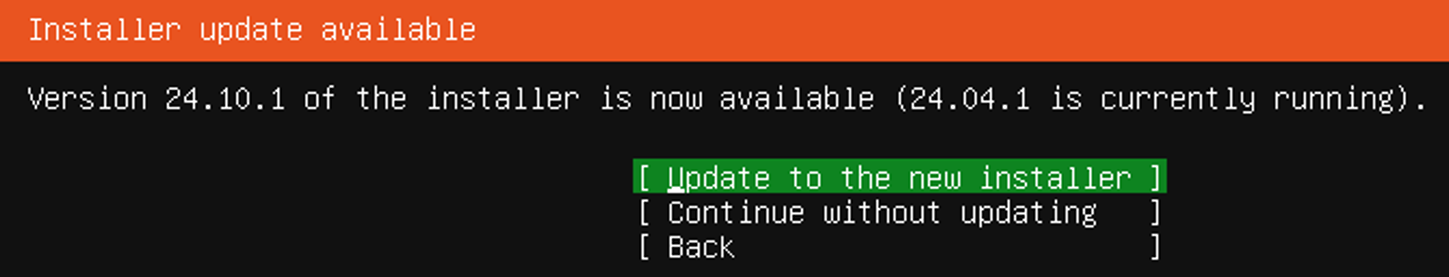 Installer update available
Version 24.10.1 of the installer is now available (24.04.1 is currently running).
[ Update to the new installer ]
[ Continue without updating   ]
[ Back                        ]